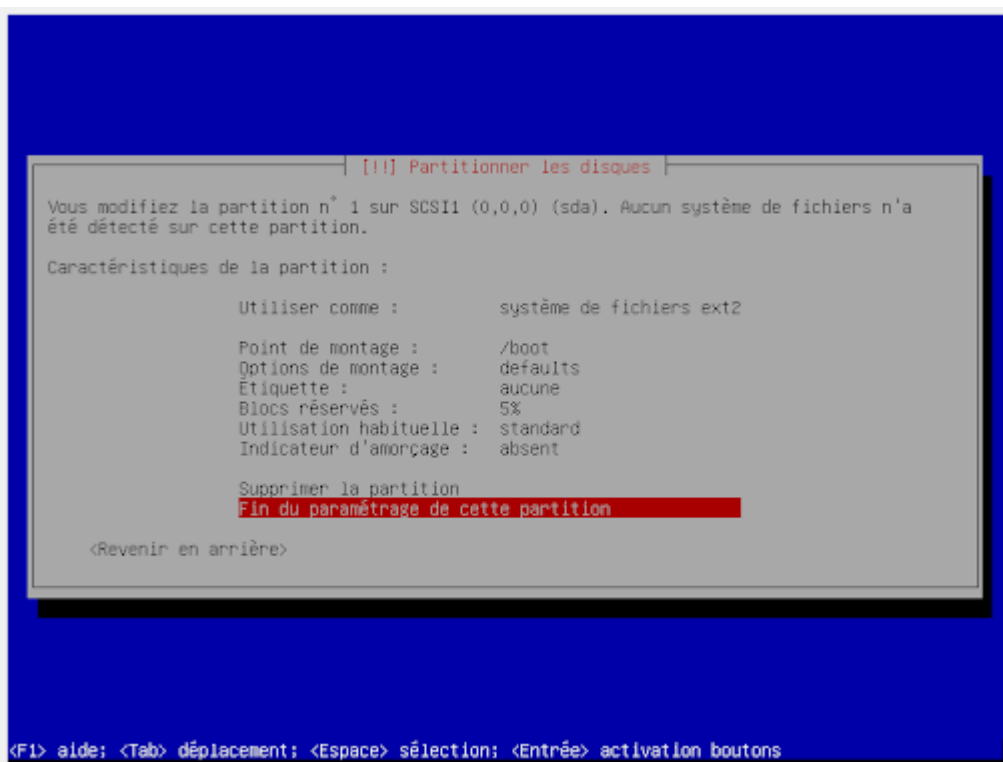 [!!] Partitionner les disques
Vous modifiez la partition n° 1 sur SCSI1 (0,0,0) (sda). Aucun système de fichiers n'a
été détecté sur cette partition.
Caractéristiques de la partition :
Utiliser comme : système de fichiers ext2
Point de montage : /boot
Options de montage : defaults
Étiquette : aucune
Blocs réservés : 5%
Utilisation habituelle : standard
Indicateur d'amorçage : absent
Supprimer la partition
Fin du paramétrage de cette partition
<Revenir en arrière>
<F1> aide; <Tab> déplacement; <Espace> sélection; <Entrée> activation boutons